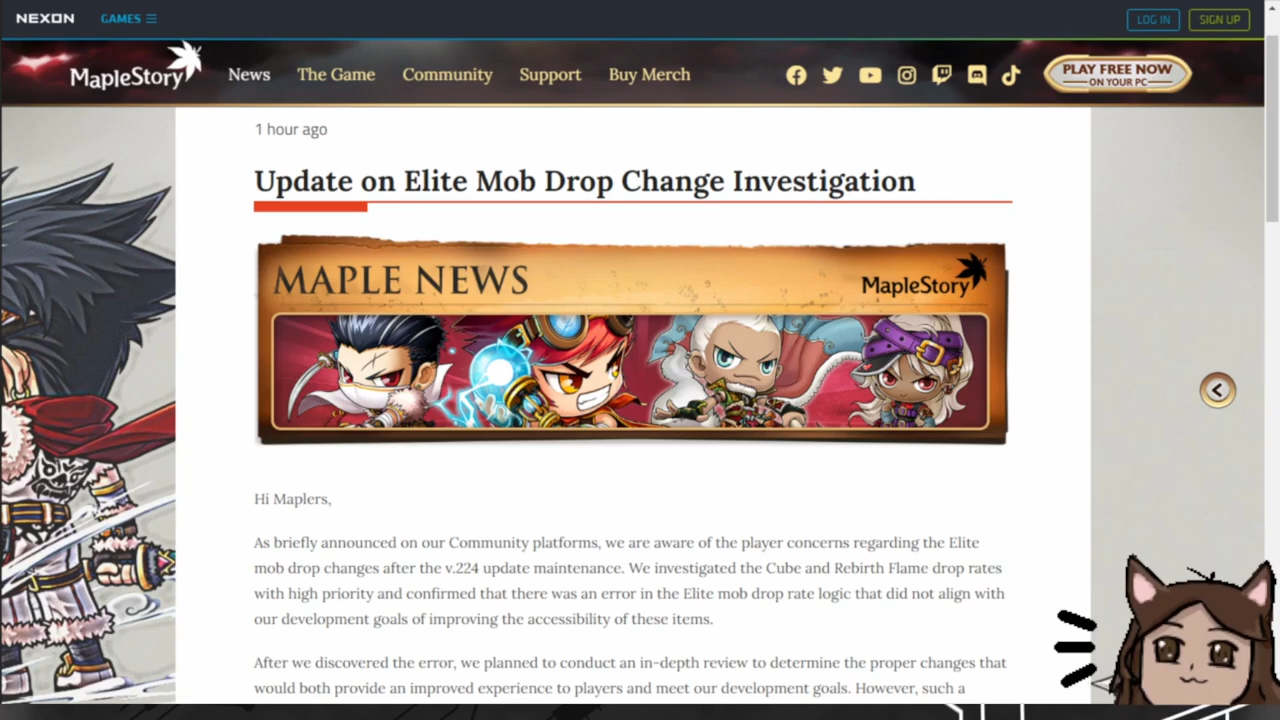 NEXON GAMES LOG IN SIGN UP
MapleStory News The Game Community Support Buy Merch PLAY FREE NOW
ON YOUR PC
1 hour ago
Update on Elite Mob Drop Change Investigation
MAPLE NEWS MapleStory
Hi Maplers,
As briefly announced on our Community platforms, we are aware of the player concerns regarding the Elite
mob drop changes after the v.224 update maintenance. We investigated the Cube and Rebirth Flame drop rates
with high priority and confirmed that there was an error in the Elite mob drop rate logic that did not align with
our development goals of improving the accessibility of these items.
After we discovered the error, we planned to conduct an in-depth review to determine the proper changes that
would both provide an improved experience to players and meet our development goals. However, such a